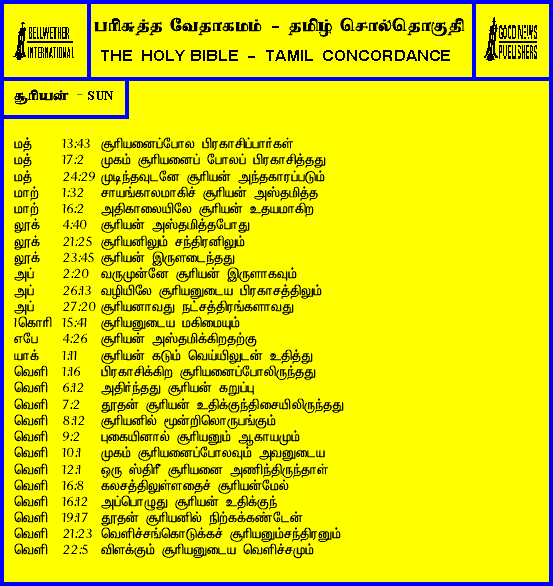 BELLWETHER
INTERNATIONAL
பரிசுத்த வேதாகமம் - தமிழ் சொல்தொகுதி
THE HOLY BIBLE - TAMIL CONCORDANCE
GOOD NEWS
PUBLISHERS
சூரியன் - SUN
மத் 13:43 சூரியனைப்போல பிரகாசிப்பார்கள்
மத் 17:2 முகம் சூரியனைப் போலப் பிரகாசித்தது
மத் 24:29 முடிந்தவுடனே சூரியன் அந்தகாரப்படும்
மாற் 1:32 சாயங்காலமாகிச் சூரியன் அஸ்தமித்த
மாற் 16:2 அதிகாலையிலே சூரியன் உதயமாகிற
லூக் 4:40 சூரியன் அஸ்தமித்தபோது
லூக் 21:25 சூரியனிலும் சந்திரனிலும்
லூக் 23:45 சூரியன் இருளடைந்தது
அப் 2:20 வருமுன்னே சூரியன் இருளாகவும்
அப் 26:13 வழியிலே சூரியனுடைய பிரகாசத்திலும்
அப் 27:20 சூரியனாவது நட்சத்திரங்களாவது
1கொரி 15:41 சூரியனுடைய மகிமையும்
எபே 4:26 சூரியன் அஸ்தமிக்கிறதற்கு
யாக் 1:11 சூரியன் கடும் வெய்யிலுடன் உதித்து
வெளி 1:16 பிரகாசிக்கிற சூரியனைப்போலிருந்தது
வெளி 6:12 அதிர்ந்தது சூரியன் கறுப்பு
வெளி 7:2 தூதன் சூரியன் உதிக்குந்திசையிலிருந்தது
வெளி 8:12 சூரியனில் மூன்றிலொருபங்கும்
வெளி 9:2 புகையினால் சூரியனும் ஆகாயமும்
வெளி 10:1 முகம் சூரியனைப்போலவும் அவனுடைய
வெளி 12:1 ஒரு ஸ்திரீ சூரியனை அணிந்திருந்தாள்
வெளி 16:8 கலசத்திலுள்ளதைச் சூரியன்மேல்
வெளி 16:12 அப்பொழுது சூரியன் உதிக்குந்
வெளி 19:17 தூதன் சூரியனில் நிற்கக்கண்டேன்
வெளி 21:23 வெளிச்சங்கொடுக்கச் சூரியனும்சந்திரனும்
வெளி 22:5 விளக்கும் சூரியனுடைய வெளிச்சமும்